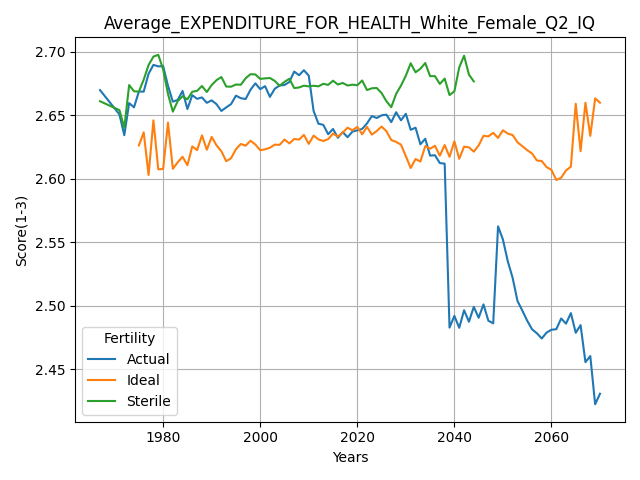 Average_EXPENDITURE_FOR_HEALTH_White_Female_Q2_IQ
2.70
2.65
2.60
2.55
2.50
2.45
Score(1-3)
Fertility
Actual
Ideal
Sterile
1980
2000
2020
2040
2060
Years